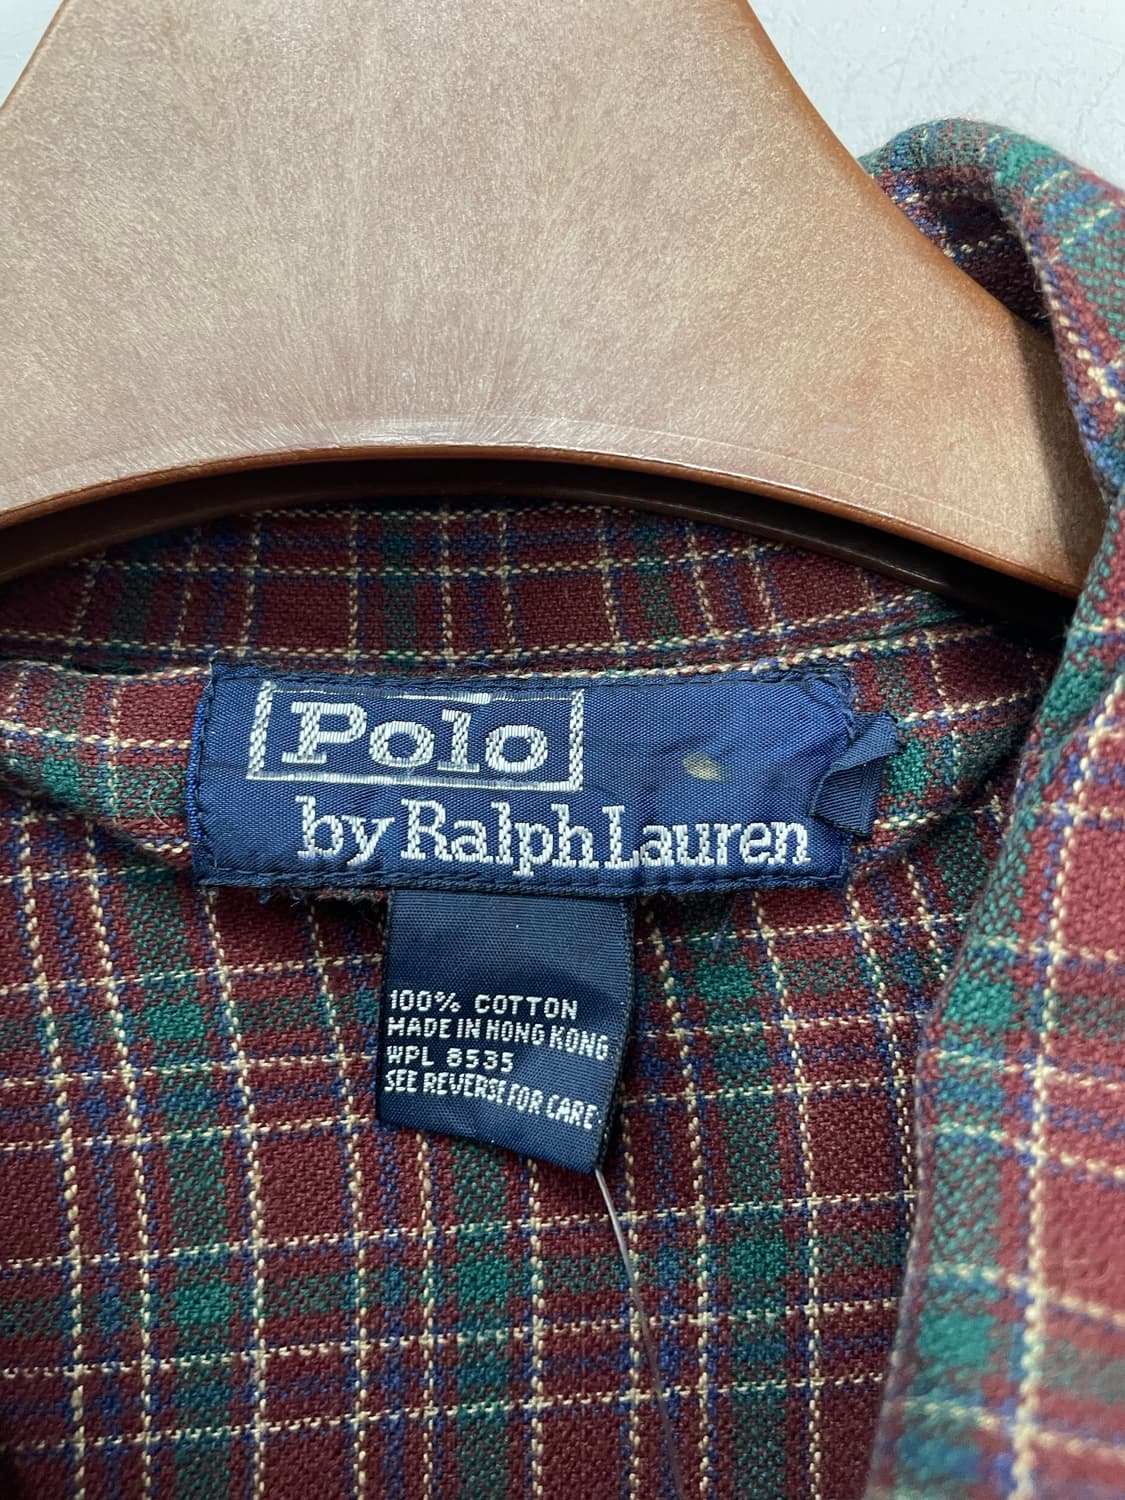 Polo
by Ralph Lauren
100% COTTON
MADE IN HONG KONG
WPL 8535
SEE REVERSE FOR CARE